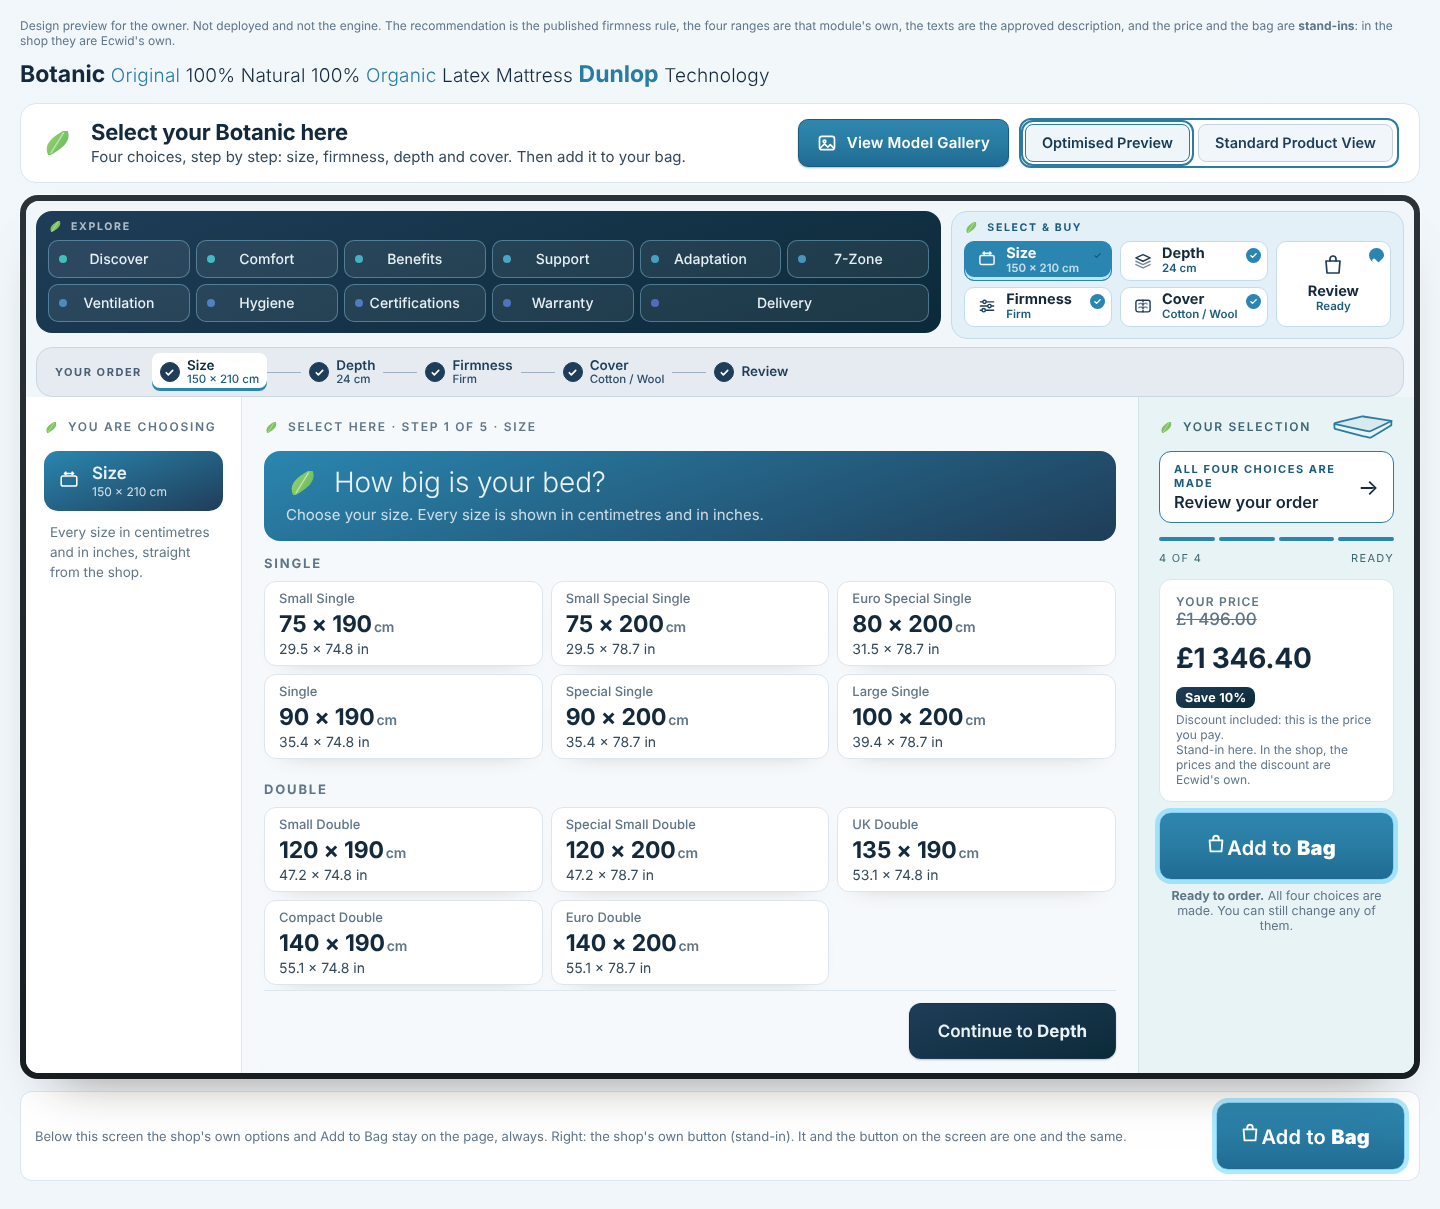 Design preview for the owner. Not deployed and not the engine. The recommendation is the published firmness rule, the four ranges are that module's own, the texts are the approved description, and the price and the bag are stand-ins: in the
shop they are Ecwid's own.
Botanic Original 100% Natural 100% Organic Latex Mattress Dunlop Technology
Select your Botanic here
Four choices, step by step: size, firmness, depth and cover. Then add it to your bag.
View Model Gallery
Optimised Preview
Standard Product View
EXPLORE
Discover
Comfort
Benefits
Support
Adaptation
7-Zone
Ventilation
Hygiene
Certifications
Warranty
Delivery
SELECT & BUY
Size
150 × 210 cm
Depth
24 cm
Firmness
Firm
Cover
Cotton / Wool
Review
Ready
YOUR ORDER
Size
150 × 210 cm
Depth
24 cm
Firmness
Firm
Cover
Cotton / Wool
Review
YOU ARE CHOOSING
Size
150 × 210 cm
Every size in centimetres
and in inches, straight
from the shop.
SELECT HERE · STEP 1 OF 5 · SIZE
How big is your bed?
Choose your size. Every size is shown in centimetres and in inches.
SINGLE
Small Single
75 × 190 cm
29.5 × 74.8 in
Small Special Single
75 × 200 cm
29.5 × 78.7 in
Euro Special Single
80 × 200 cm
31.5 × 78.7 in
Single
90 × 190 cm
35.4 × 74.8 in
Special Single
90 × 200 cm
35.4 × 78.7 in
Large Single
100 × 200 cm
39.4 × 78.7 in
DOUBLE
Small Double
120 × 190 cm
47.2 × 74.8 in
Special Small Double
120 × 200 cm
47.2 × 78.7 in
UK Double
135 × 190 cm
53.1 × 74.8 in
Compact Double
140 × 190 cm
55.1 × 74.8 in
Euro Double
140 × 200 cm
55.1 × 78.7 in
Continue to Depth
YOUR SELECTION
ALL FOUR CHOICES ARE
MADE
Review your order
4 OF 4
READY
YOUR PRICE
£1 496.00
£1 346.40
Save 10%
Discount included: this is the price
you pay.
Stand-in here. In the shop, the
prices and the discount are
Ecwid's own.
Add to Bag
Ready to order. All four choices are
made. You can still change any of
them.
Below this screen the shop's own options and Add to Bag stay on the page, always. Right: the shop's own button (stand-in). It and the button on the screen are one and the same.
Add to Bag